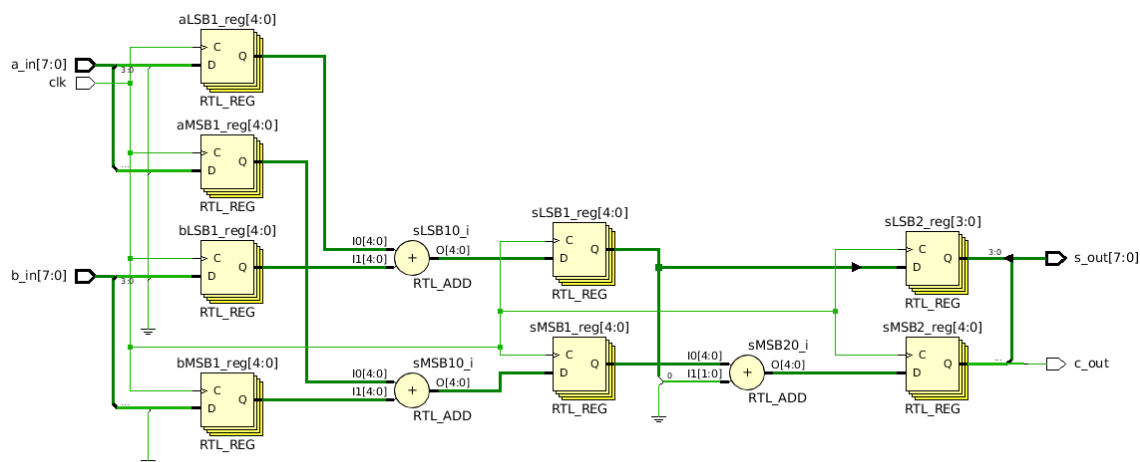 aLSB1_reg[4:0]
a_in[7:0]
clk
3:0
C
D
Q
RTL_REG
aMSB1_reg[4:0]
...
C
D
Q
RTL_REG
bLSB1_reg[4:0]
b_in[7:0]
3:0
C
D
Q
RTL_REG
bMSB1_reg[4:0]
...
C
D
Q
RTL_REG
sLSB10_i
I0[4:0]
I1[4:0]
+
O[4:0]
RTL_ADD
sMSB10_i
I0[4:0]
I1[4:0]
+
O[4:0]
RTL_ADD
sLSB1_reg[4:0]
C
D
Q
RTL_REG
sMSB1_reg[4:0]
C
D
Q
RTL_REG
sMSB20_i
I0[4:0]
0
I1[1:0]
+
O[4:0]
RTL_ADD
sLSB2_reg[3:0]
C
D
Q
RTL_REG
3:0
s_out[7:0]
sMSB2_reg[4:0]
C
D
Q
RTL_REG
...
c_out